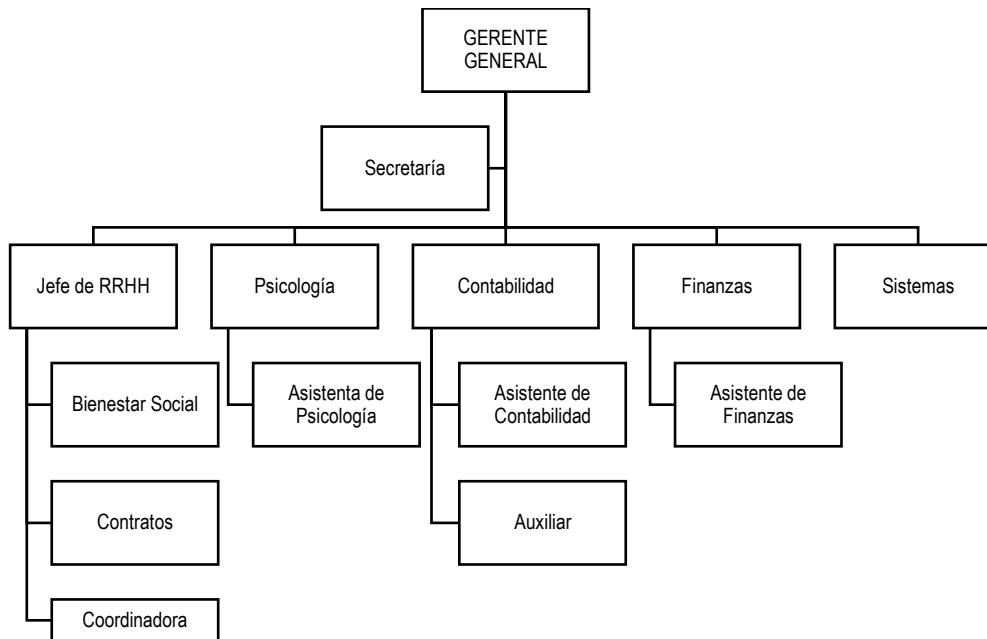 GERENTE
GENERAL
Secretaría
Jefe de RRHH
Psicología
Contabilidad
Finanzas
Sistemas
Bienestar Social
Asistenta de
Psicología
Asistente de
Contabilidad
Asistente de
Finanzas
Contratos
Auxiliar
Coordinadora